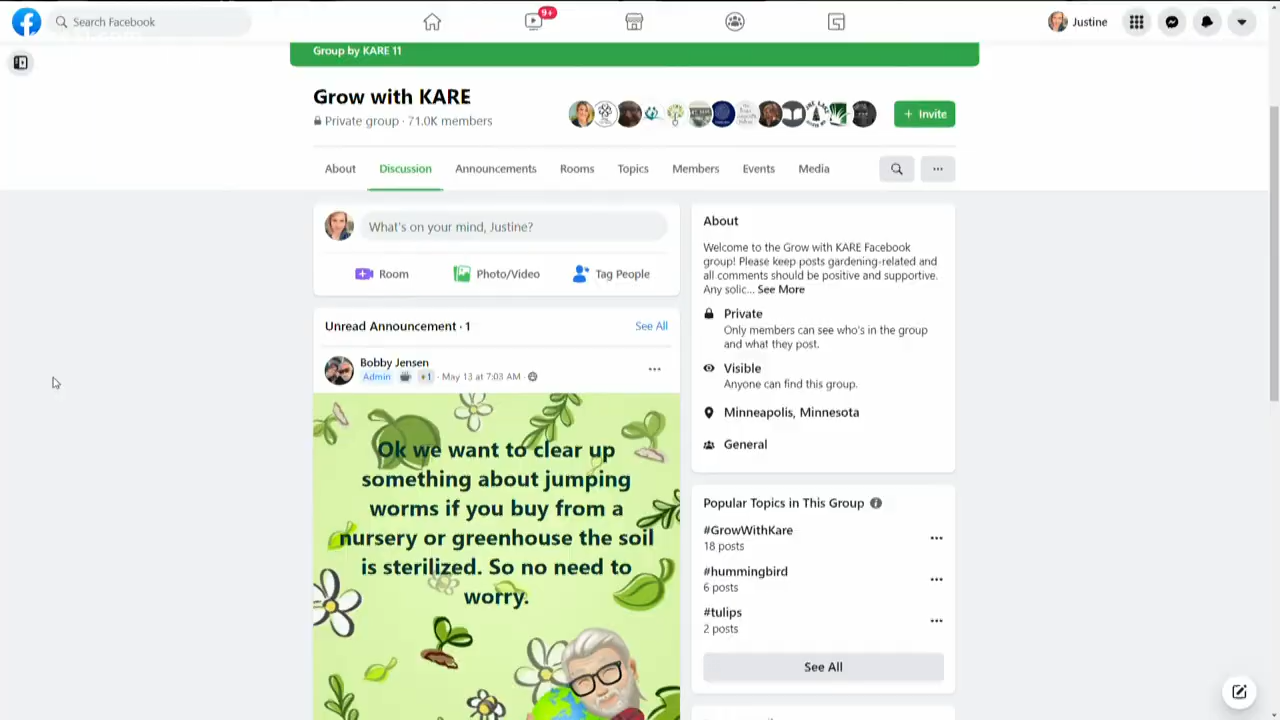 Search Facebook
9+
Justine
Group by KARE 11
Grow with KARE
Private group · 71.0K members
+ Invite
About
Discussion
Announcements
Rooms
Topics
Members
Events
Media
What's on your mind, Justine?
Room
Photo/Video
Tag People
Unread Announcement · 1
See All
Bobby Jensen
Admin +1 · May 13 at 7:03 AM ·
Ok we want to clear up
something about jumping
worms if you buy from a
nursery or greenhouse the soil
is sterilized. So no need to
worry.
About
Welcome to the Grow with KARE Facebook
group! Please keep posts gardening-related and
all comments should be positive and supportive.
Any solic... See More
Private
Only members can see who's in the group
and what they post.
Visible
Anyone can find this group.
Minneapolis, Minnesota
General
Popular Topics in This Group
#GrowWithKare
18 posts
#hummingbird
6 posts
#tulips
2 posts
See All